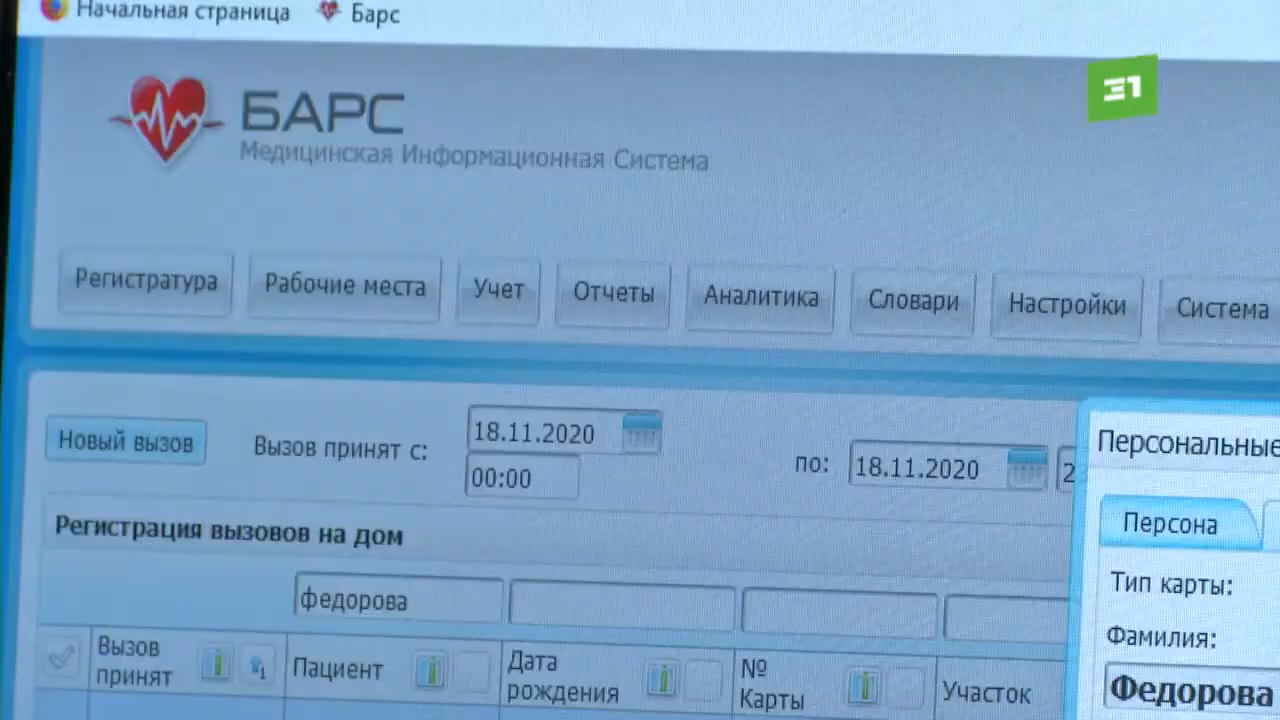 Начальная страница Барс
31
БАРС
Медицинская Информационная Система
Регистратура Рабочие места Учет Отчеты Аналитика Словари Настройки Система
Новый вызов Вызов принят с: 18.11.2020 по: 18.11.2020
00:00
Персональные
Персона
Регистрация вызовов на дом
федорова
Тип карты:
Фамилия:
Федорова
Вызов принят Пациент Дата рождения № Карты Участок